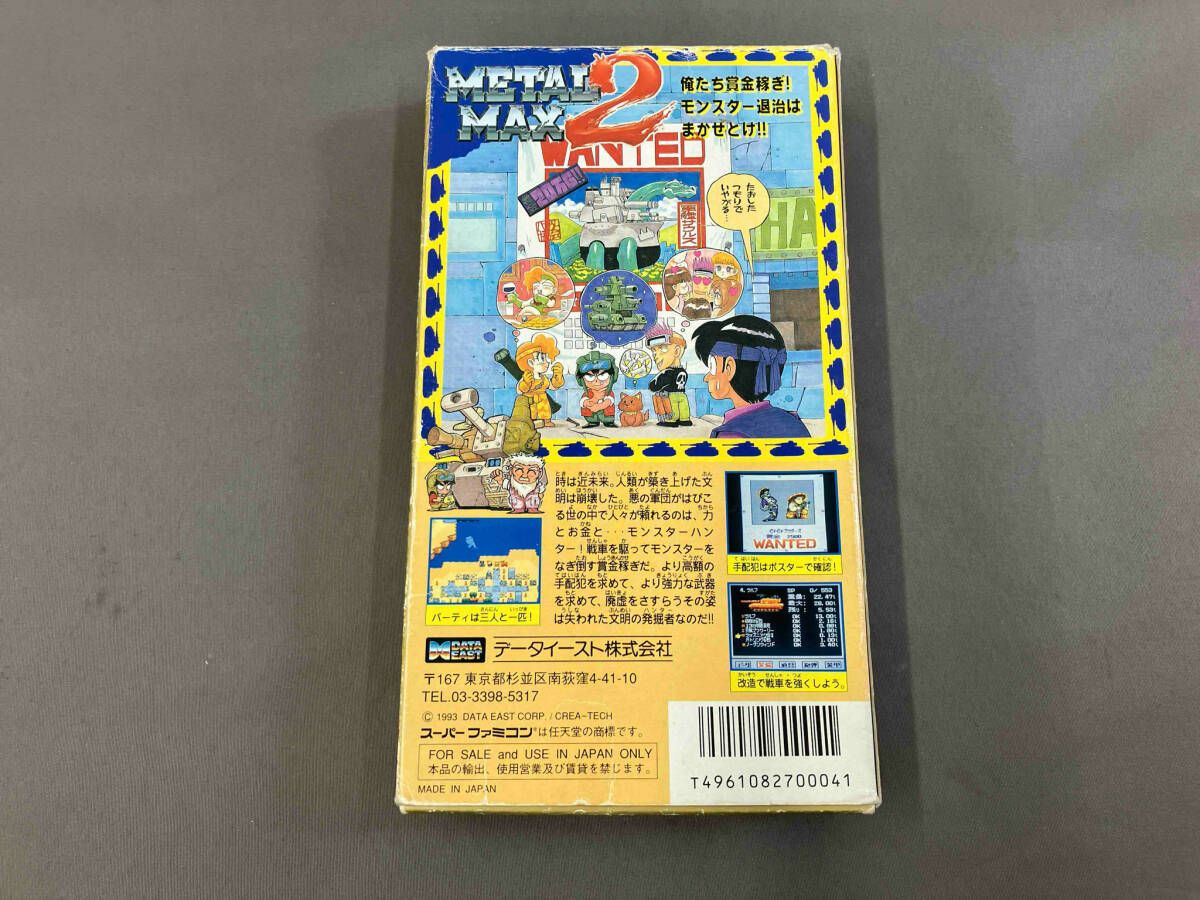 METAL MAX 2
俺たち賞金稼ぎ!
モンスター退治は
まかせとけ!!
WANTED
たおした
つもりで
いやがる…
HA
時は近未来。人類が築き上げた文
明は崩壊した。悪の軍団がはびこ
る世の中で人々が頼れるのは、力
とお金と・・・モンスターハン
ター!戦車を駆ってモンスターを
なぎ倒す賞金稼ぎだ。より高額の
手配犯を求めて、より強力な武器
を求めて、廃虚をさすらうその姿
は失われた文明の発掘者なのだ!!
パーティは三人と一匹!
WANTED
手配犯はポスターで確認!
改造で戦車を強くしよう。
DATA EAST
データイースト株式会社
〒167 東京都杉並区南荻窪4-41-10
TEL.03-3398-5317
© 1993 DATA EAST CORP. / CREA-TECH
スーパーファミコン®は任天堂の商標です。
FOR SALE and USE IN JAPAN ONLY
本品の輸出、使用営業及び賃貸を禁じます。
MADE IN JAPAN
T4961082700041